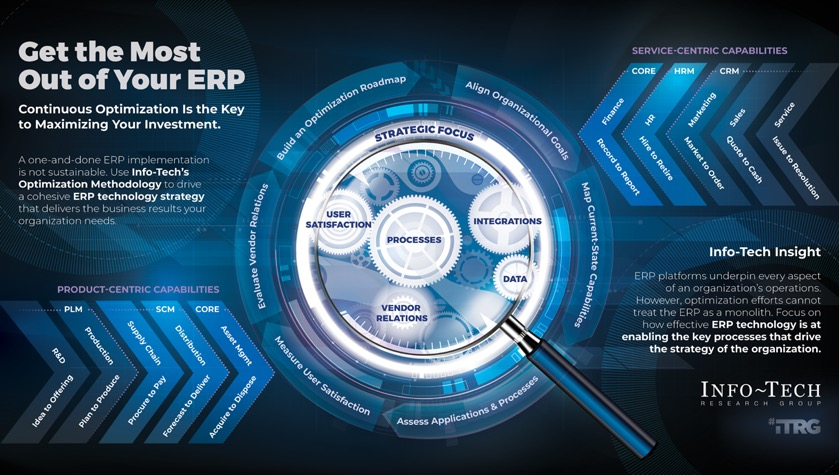 Get the Most
Out of Your ERP
Continuous Optimization Is the Key
to Maximizing Your Investment.
A one-and-done ERP implementation
is not sustainable. Use Info-Tech's
Optimization Methodology to drive
a cohesive ERP technology strategy
that delivers the business results your
organization needs.
PRODUCT-CENTRIC CAPABILITIES
PLM
SCM
CORE
R&D
Idea to Offering
Production
Plan to Produce
Supply Chain
Procure to Pay
Distribution
Forecast to Deliver
Asset Mgmt
Acquire to Dispose
Build an Optimization Roadmap
Align Organizational Goals
Map Current-State Capabilities
Assess Applications & Processes
Measure User Satisfaction
Evaluate Vendor Relations
STRATEGIC FOCUS
USER
SATISFACTION
PROCESSES
INTEGRATIONS
DATA
VENDOR
RELATIONS
SERVICE-CENTRIC CAPABILITIES
CORE
HRM
CRM
Finance
Record to Report
HR
Hire to Retire
Marketing
Market to Order
Sales
Quote to Cash
Service
Issue to Resolution
Info-Tech Insight
ERP platforms underpin every aspect
of an organization's operations.
However, optimization efforts cannot
treat the ERP as a monolith. Focus on
how effective ERP technology is at
enabling the key processes that drive
the strategy of the organization.
INFO~TECH
RESEARCH GROUP
#iTRG